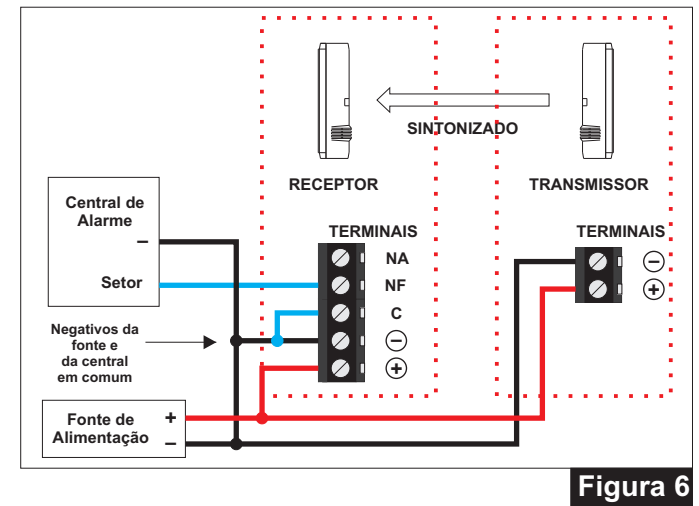 SINTONIZADO
RECEPTOR
TRANSMISSOR
Central de
Alarme
–
Setor
TERMINAIS
NA
NF
C
–
+
TERMINAIS
–
+
Negativos da
fonte e
da central
em comum
Fonte de
Alimentação
+
–
Figura 6